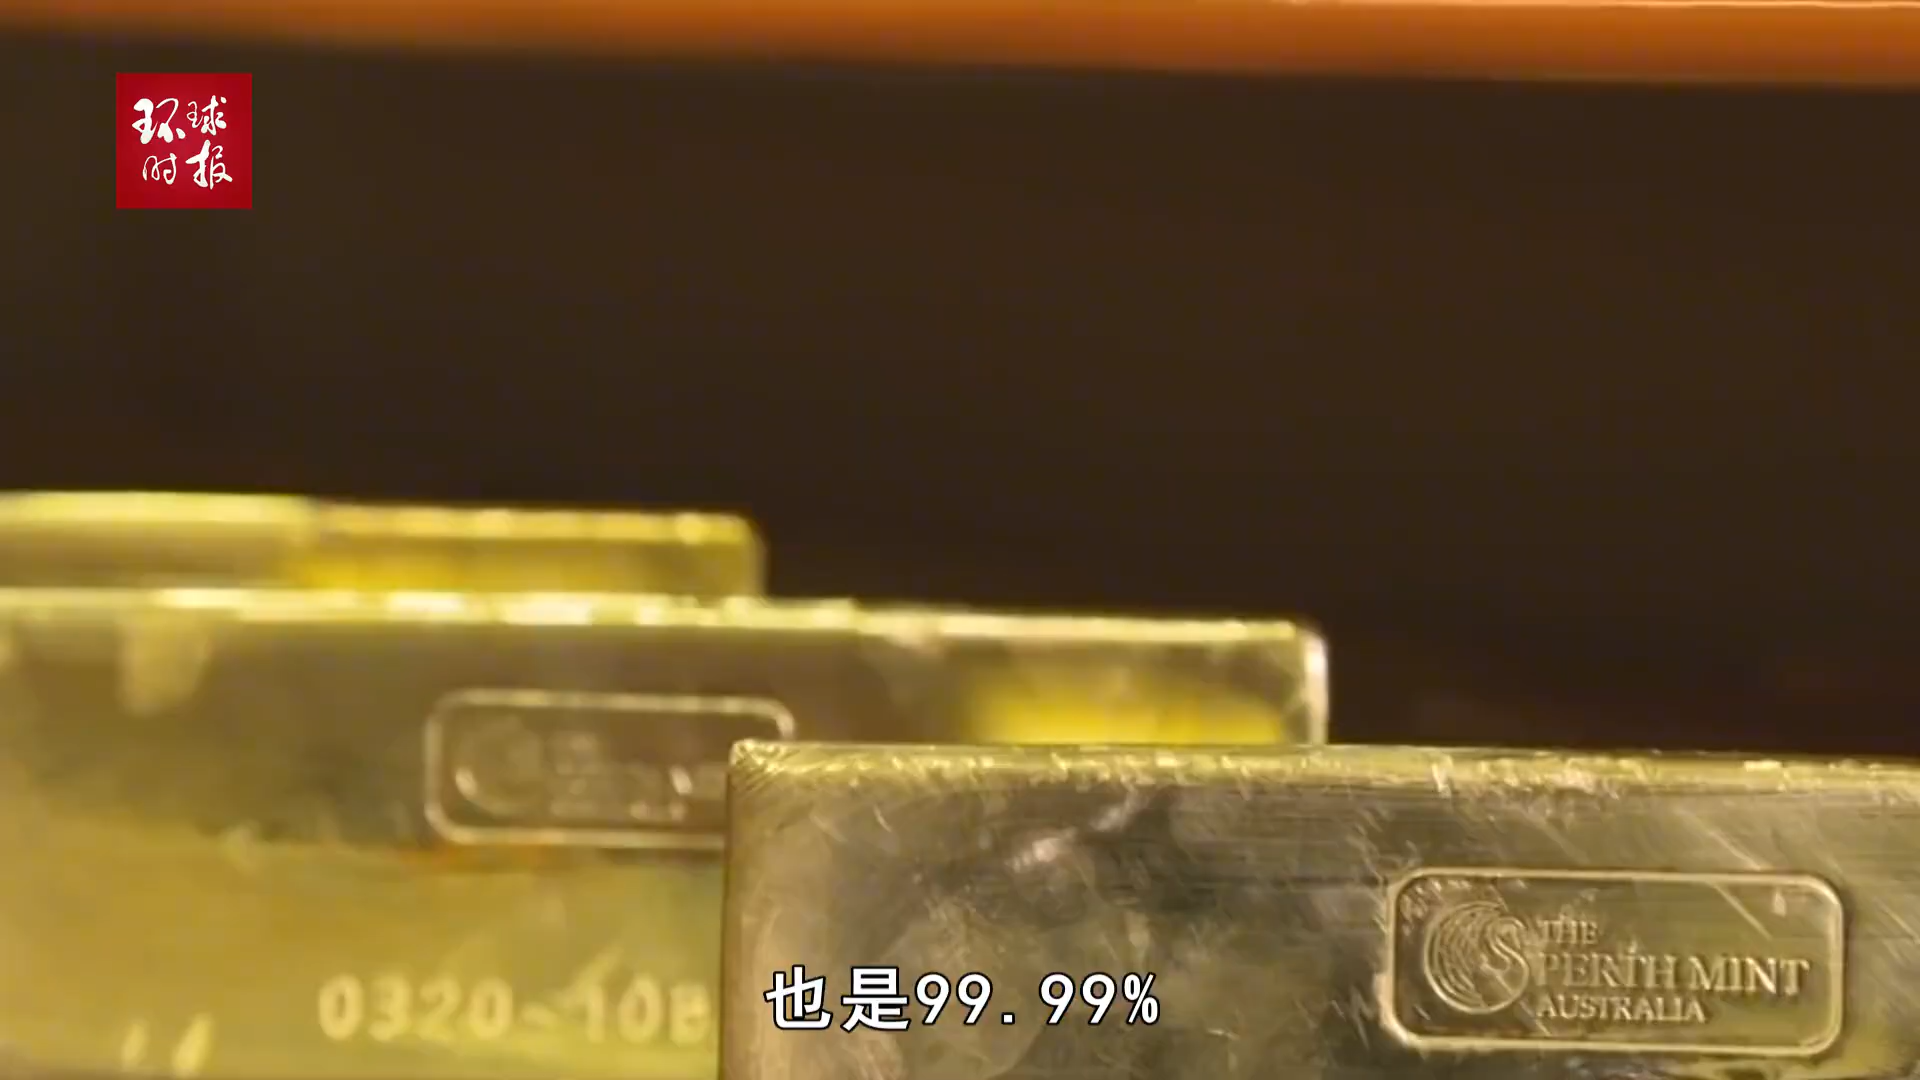 环球
时报
0320-10B
THE
PERTH MINT
AUSTRALIA
也是99.99%